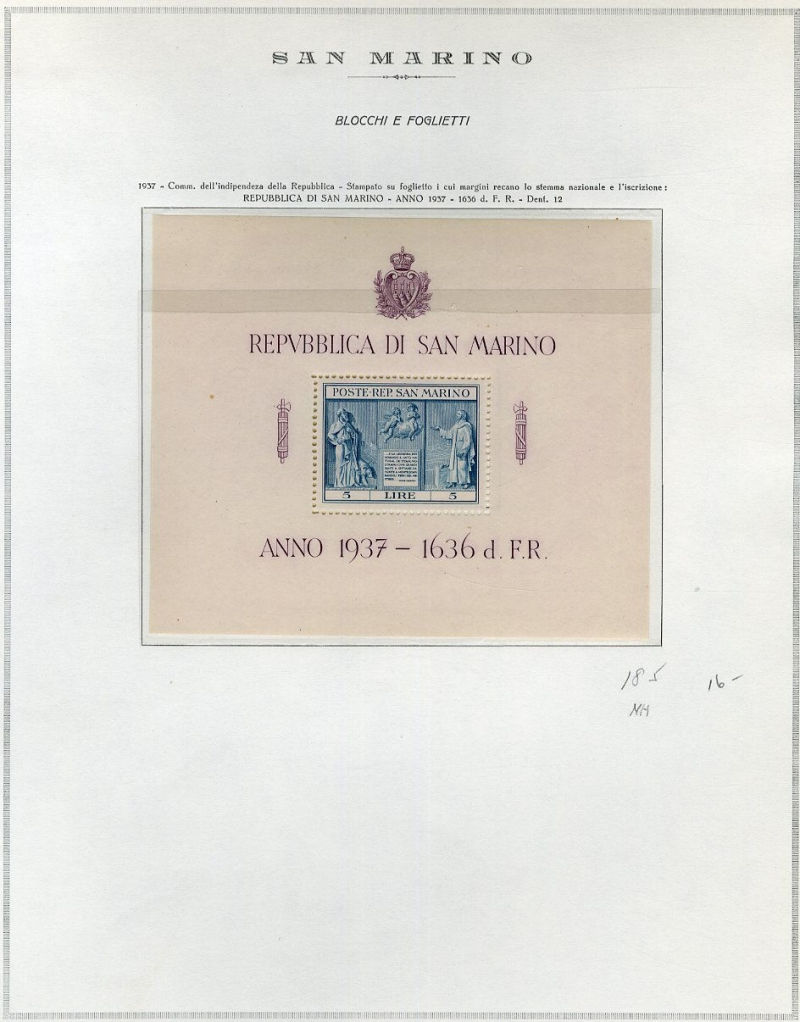 SAN MARINO
BLOCCHI E FOGLIETTI
1937 - Comm. dell'indipendeza della Repubblica - Stampato su foglietto i cui margini recano lo stemma nazionale e l'iscrizione:
REPUBBLICA DI SAN MARINO - ANNO 1937 - 1636 d. F. R. - Dent. 12
REPVBBLICA DI SAN MARINO
POSTE·REP. SAN MARINO
5 LIRE 5
ANNO 1937 – 1636 d. F.R.
185 16-
NH